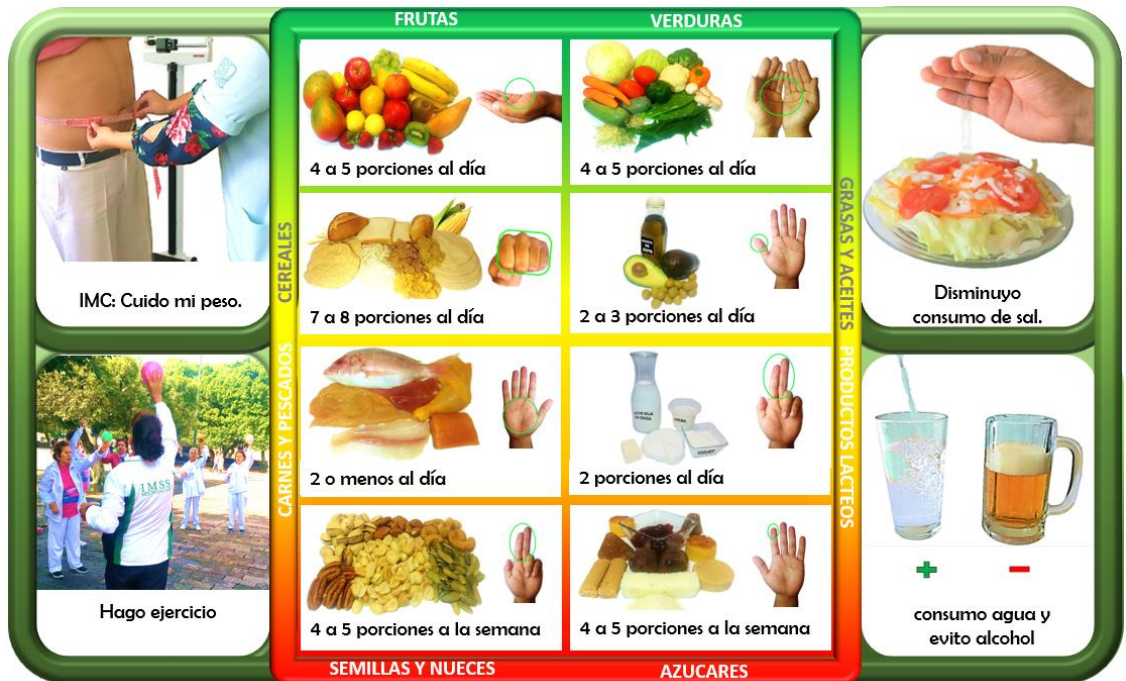 FRUTAS
VERDURAS
4 a 5 porciones al día
4 a 5 porciones al día
CEREALES
GRASAS Y ACEITES
7 a 8 porciones al día
2 a 3 porciones al día
CARNES Y PESCADOS
PRODUCTOS LACTEOS
2 o menos al día
2 porciones al día
4 a 5 porciones a la semana
4 a 5 porciones a la semana
SEMILLAS Y NUECES
AZUCARES
IMC: Cuido mi peso.
Hago ejercicio
IMSS
Disminuyo
consumo de sal.
consumo agua y
evito alcohol